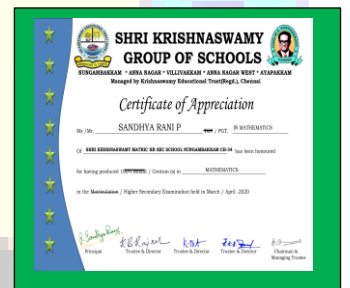 SHRI KRISHNASWAMY
GROUP OF SCHOOLS
NUNGAMBAKKAM * ANNA NAGAR * VILLIVAKKAM * ANNA NAGAR WEST * AYAPAKKAM
Managed by Krishnaswamy Educational Trust(Regd.), Chennai
Certificate of Appreciation
Ms /Mr. SANDHYA RANI P / PGT. IN MATHEMATICS
Of SHRI KRISHNASWAMY MATRIC HR SEC SCHOOL NUNGAMBAKKAM CH-34 has been honoured
for having produced / Centum (s) in MATHEMATICS
in the Matriculation / Higher Secondary Examination held in March / April -2020
Principal Trustee & Director Trustee & Director Trustee & Director Chairman &
Managing Trustee